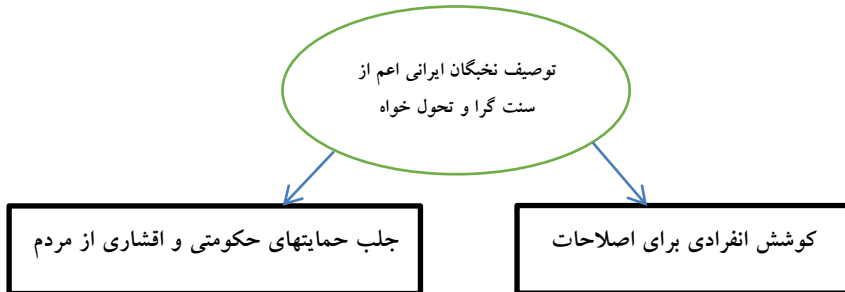 توصیف نخبگان ایرانی اعم از
سنت گرا و تحول خواه
کوشش انفرادی برای اصلاحات
جلب حمایتهای حکومتی و اقشاری از مردم